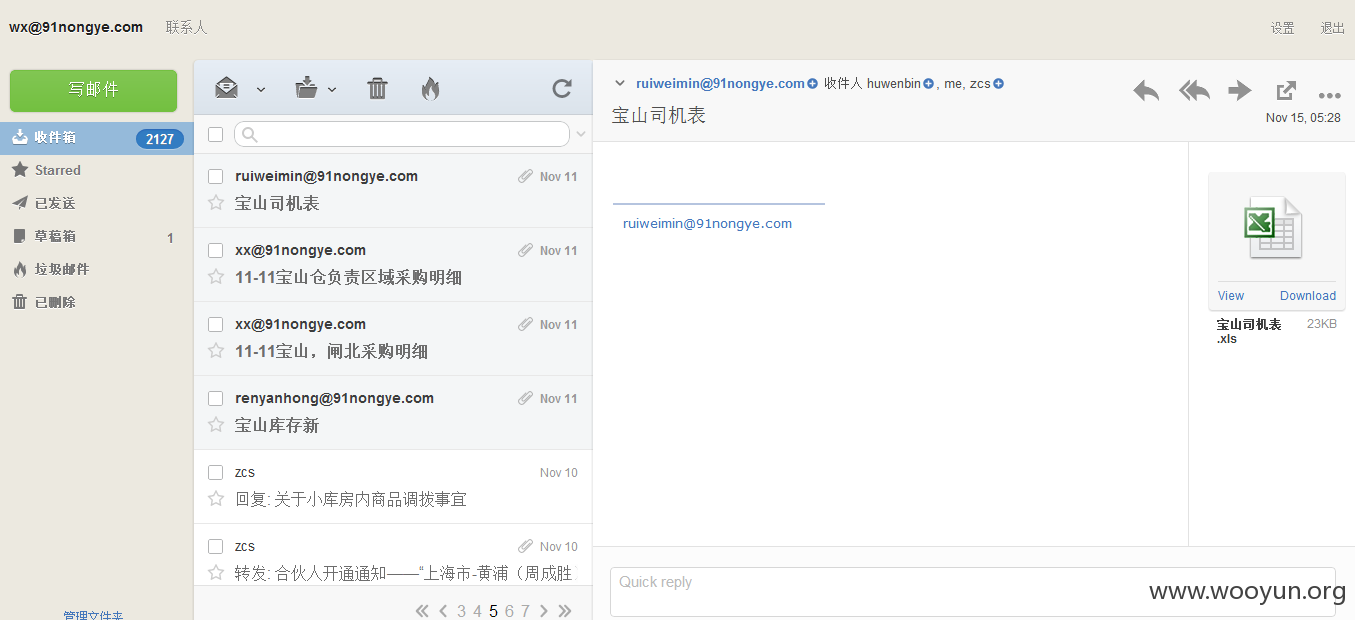 wx@91nongye.com 联系人 设置 退出
写邮件
收件箱 2127
Starred
已发送
草稿箱 1
垃圾邮件
已删除
管理文件夹
ruiweimin@91nongye.com Nov 11
宝山司机表
xx@91nongye.com Nov 11
11-11宝山仓负责区域采购明细
xx@91nongye.com Nov 11
11-11宝山，闸北采购明细
renyanhong@91nongye.com Nov 11
宝山库存新
zcs Nov 10
回复: 关于小库房内商品调拨事宜
zcs Nov 10
转发: 合伙人开通通知——“上海市-黄浦（周成胜
3 4 5 6 7
ruiweimin@91nongye.com 收件人 huwenbin , me, zcs
宝山司机表
Nov 15, 05:28
ruiweimin@91nongye.com
View Download
宝山司机表 23KB
.xls
Quick reply
www.wooyun.org